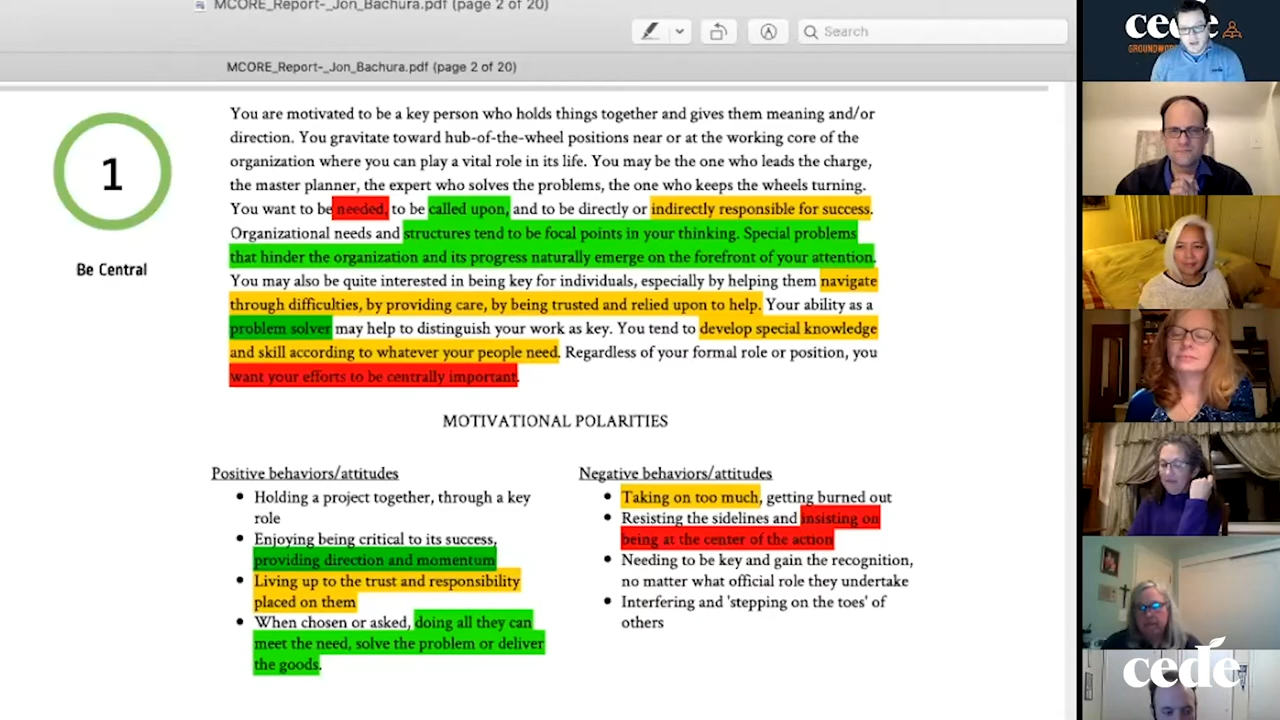 MCORE_Report-_Jon_Bachura.pdf (page 2 of 20)
Search
MCORE_Report-_Jon_Bachura.pdf (page 2 of 20)
1
Be Central
You are motivated to be a key person who holds things together and gives them meaning and/or
direction. You gravitate toward hub-of-the-wheel positions near or at the working core of the
organization where you can play a vital role in its life. You may be the one who leads the charge,
the master planner, the expert who solves the problems, the one who keeps the wheels turning.
You want to be needed, to be called upon, and to be directly or indirectly responsible for success.
Organizational needs and structures tend to be focal points in your thinking. Special problems
that hinder the organization and its progress naturally emerge on the forefront of your attention.
You may also be quite interested in being key for individuals, especially by helping them navigate
through difficulties, by providing care, by being trusted and relied upon to help. Your ability as a
problem solver may help to distinguish your work as key. You tend to develop special knowledge
and skill according to whatever your people need. Regardless of your formal role or position, you
want your efforts to be centrally important.
MOTIVATIONAL POLARITIES
Positive behaviors/attitudes
• Holding a project together, through a key
role
• Enjoying being critical to its success,
providing direction and momentum
• Living up to the trust and responsibility
placed on them
• When chosen or asked, doing all they can
meet the need, solve the problem or deliver
the goods.
Negative behaviors/attitudes
• Taking on too much, getting burned out
• Resisting the sidelines and insisting on
being at the center of the action
• Needing to be key and gain the recognition,
no matter what official role they undertake
• Interfering and 'stepping on the toes' of
others
cede
cede